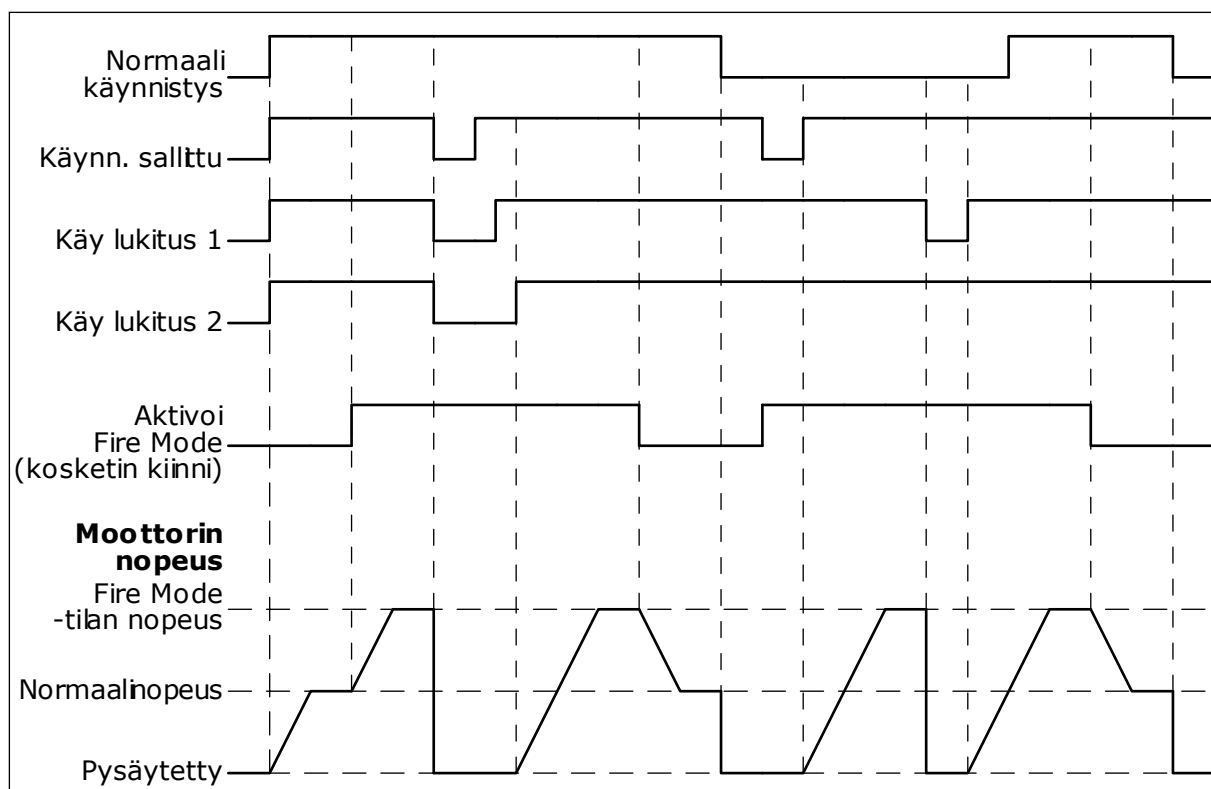 Normaali
käynnistys
Käynn. sallittu
Käy lukitus 1
Käy lukitus 2
Aktivoi
Fire Mode
(kosketin kiinni)
Moottorin
nopeus
Fire Mode
-tilan nopeus
Normaalinopeus
Pysäytetty